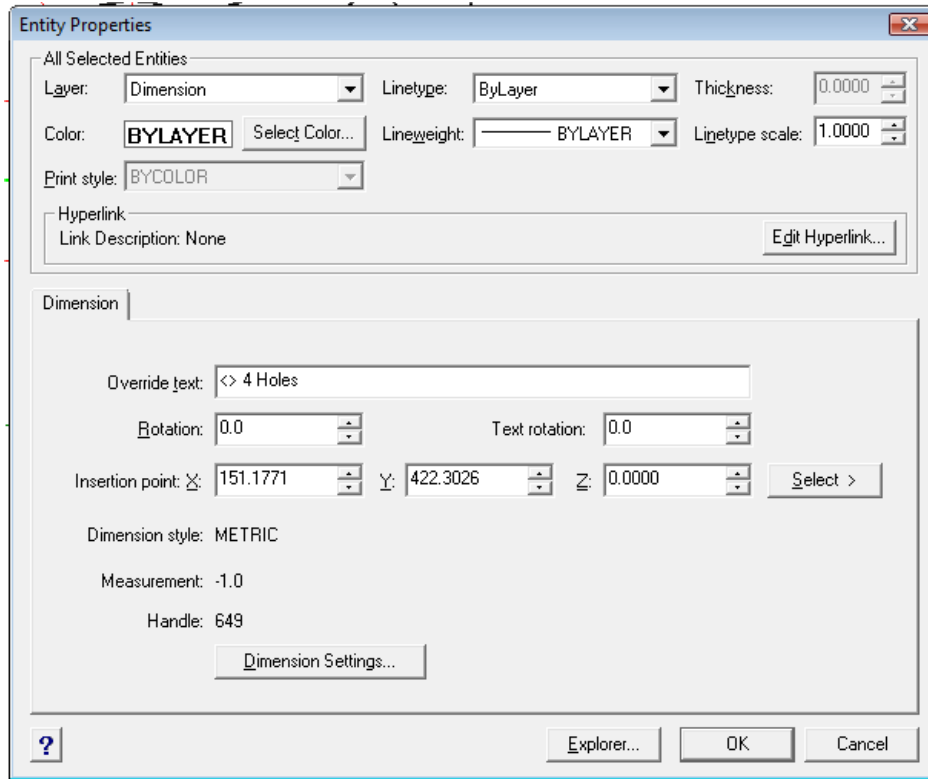 Entity Properties
All Selected Entities
Layer: Dimension Linetype: ByLayer Thickness: 0.0000
Color: BYLAYER Select Color... Lineweight: BYLAYER Linetype scale: 1.0000
Print style: BYCOLOR
Hyperlink
Link Description: None Edit Hyperlink...
Dimension
Override text: <> 4 Holes
Rotation: 0.0 Text rotation: 0.0
Insertion point: X: 151.1771 Y: 422.3026 Z: 0.0000 Select >
Dimension style: METRIC
Measurement: -1.0
Handle: 649
Dimension Settings...
? Explorer... OK Cancel